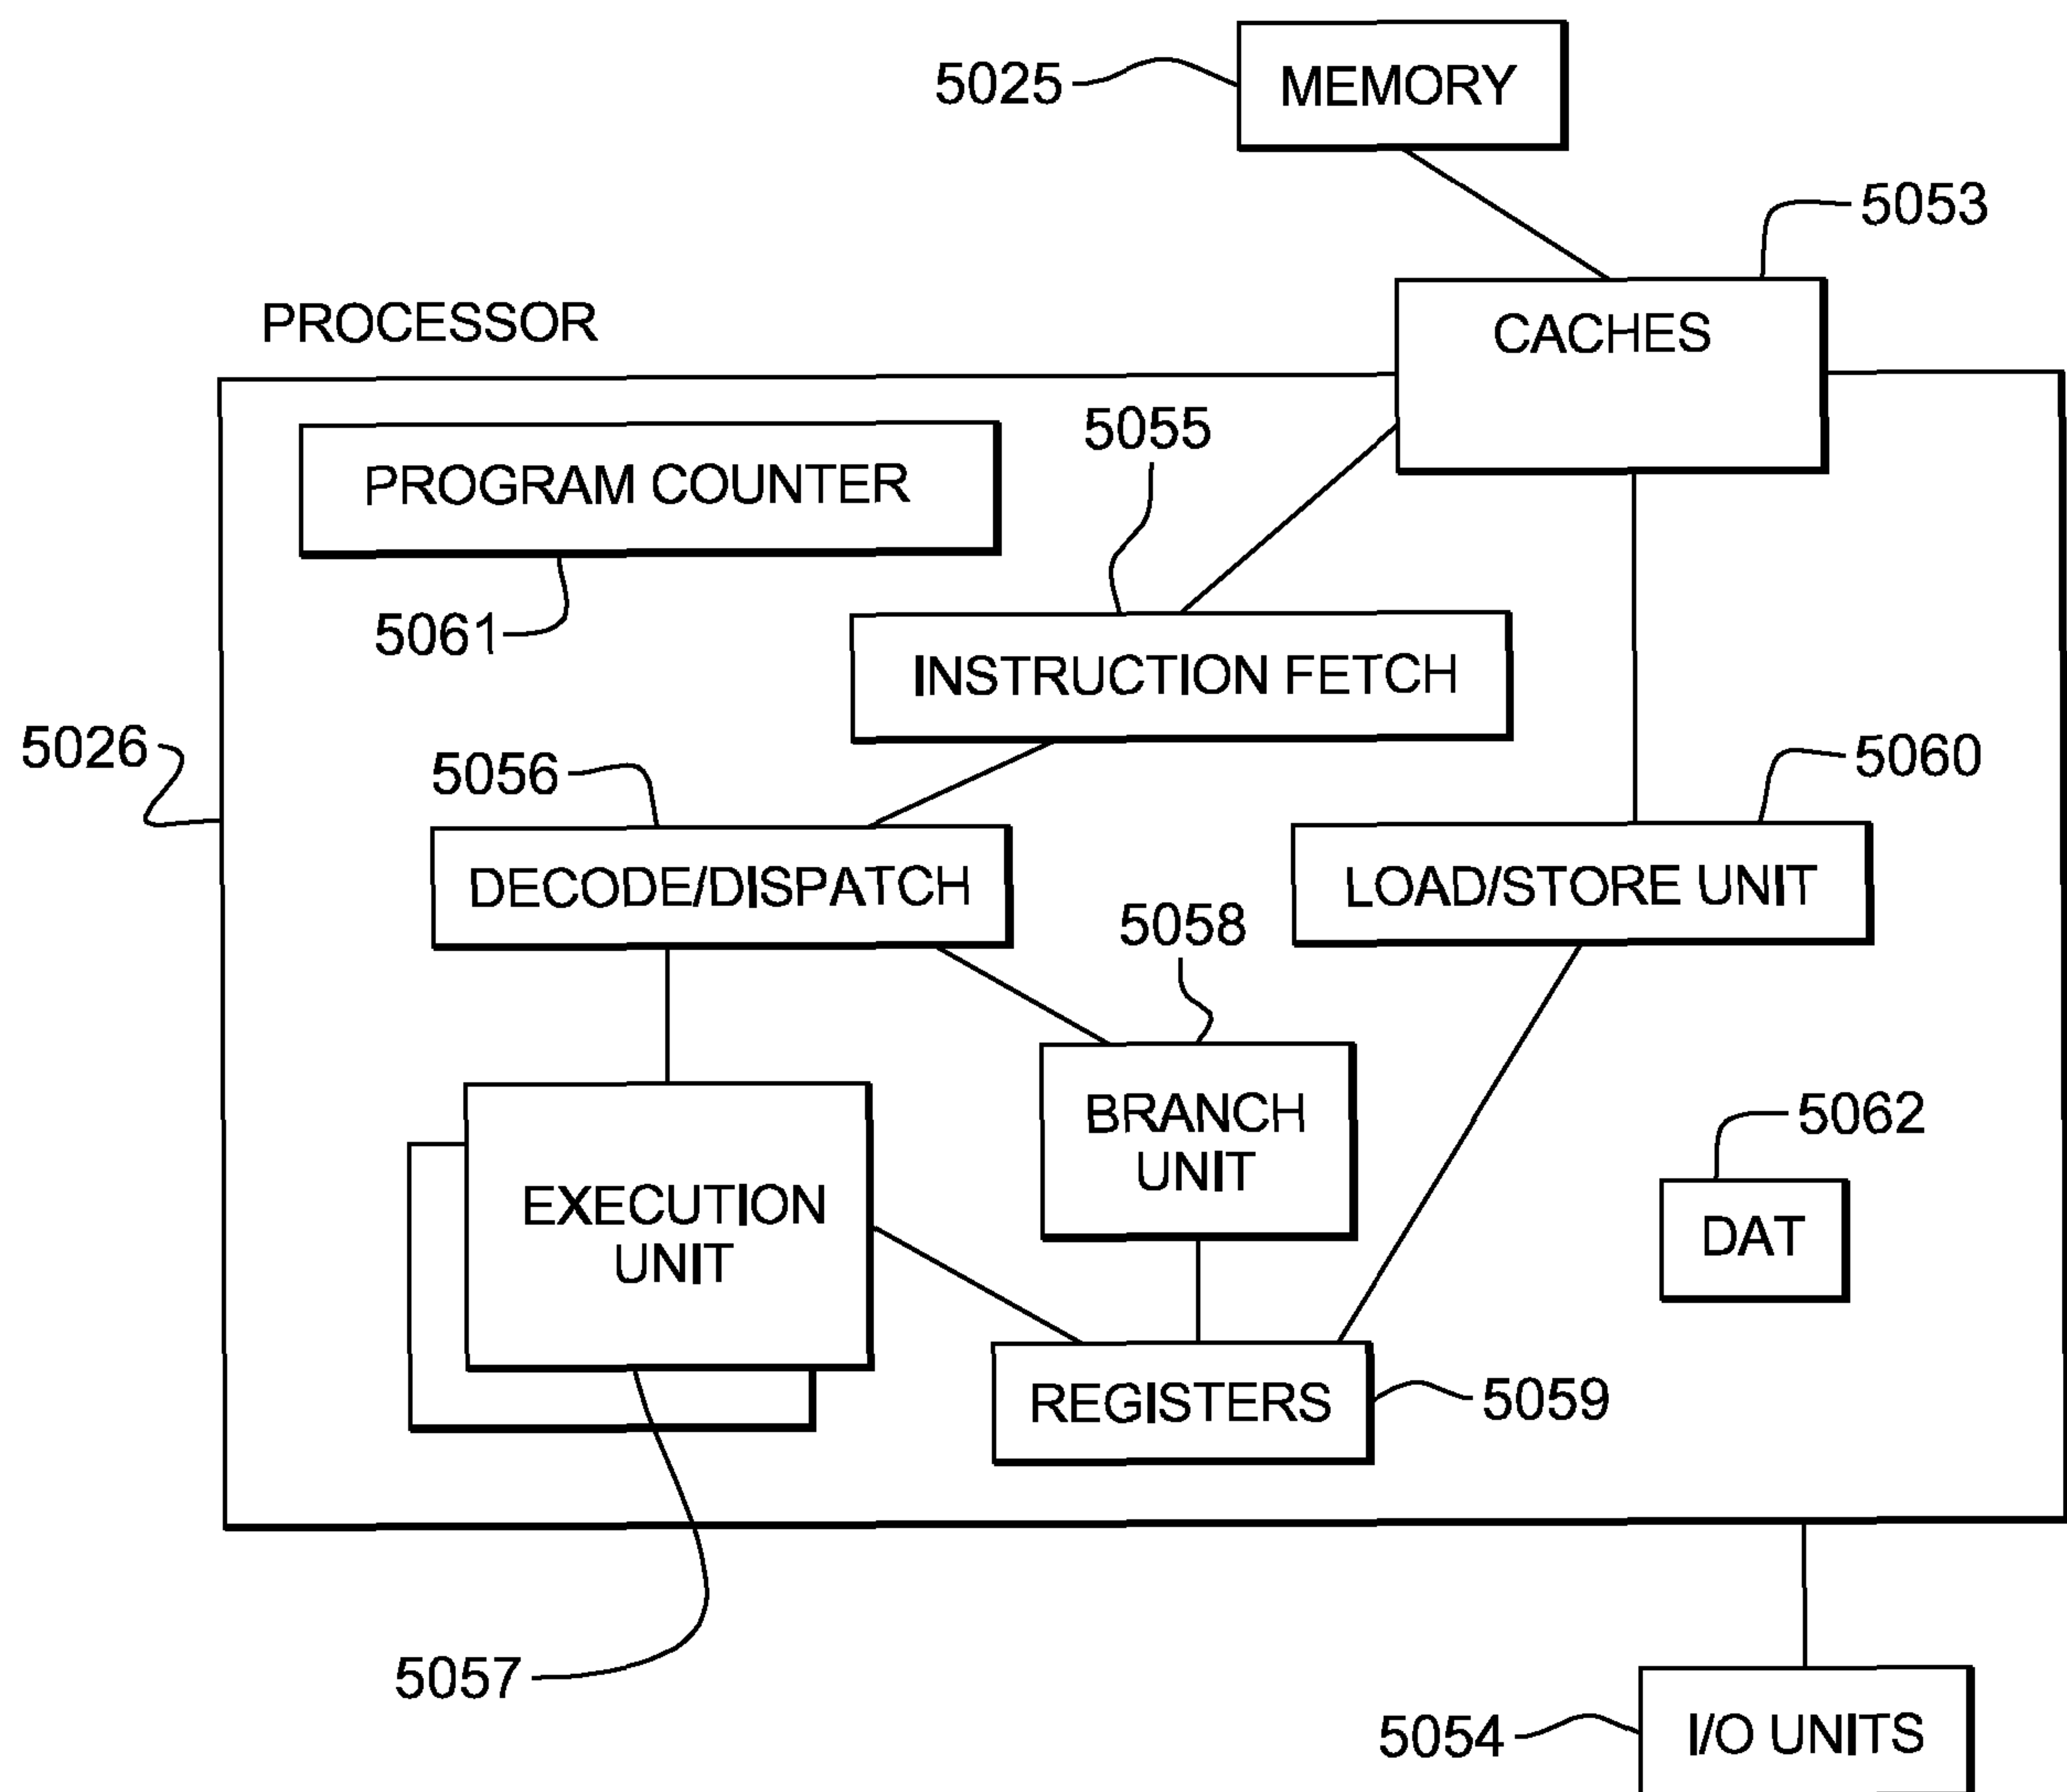 MEMORY
5025
5053
CACHES
PROCESSOR
5055
PROGRAM COUNTER
5061
INSTRUCTION FETCH
5026
5056
5060
DECODE/DISPATCH
LOAD/STORE UNIT
5058
BRANCH
UNIT
5062
EXECUTION
UNIT
DAT
REGISTERS
5059
5057
5054
I/O UNITS